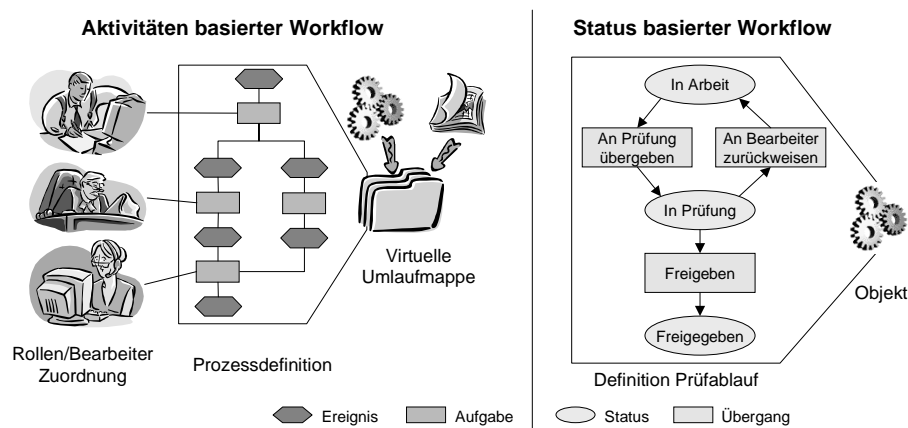 Aktivitäten basierter Workflow
Virtuelle
Umlaufmappe
Rollen/Bearbeiter
Zuordnung
Prozessdefinition
Ereignis
Aufgabe
Status basierter Workflow
In Arbeit
An Prüfung
übergeben
An Bearbeiter
zurückweisen
In Prüfung
Freigeben
Objekt
Freigegeben
Definition Prüfablauf
Status
Übergang